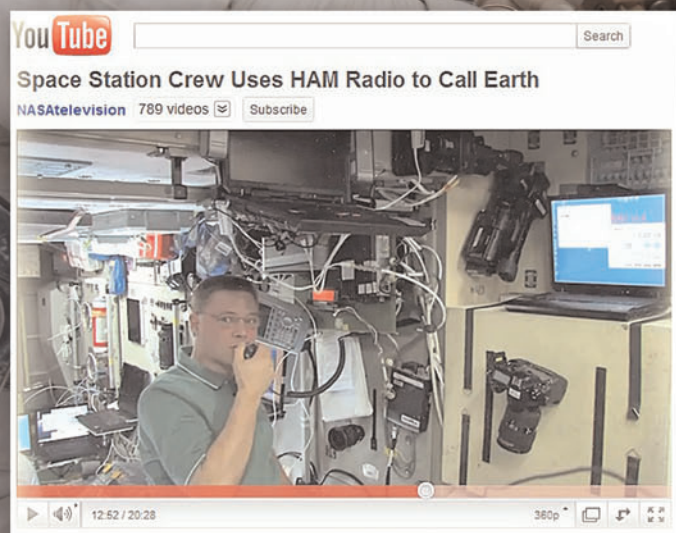 YouTube
Search
Space Station Crew Uses HAM Radio to Call Earth
NASAtelevision 789 videos Subscribe
12:52 / 20:28
360p